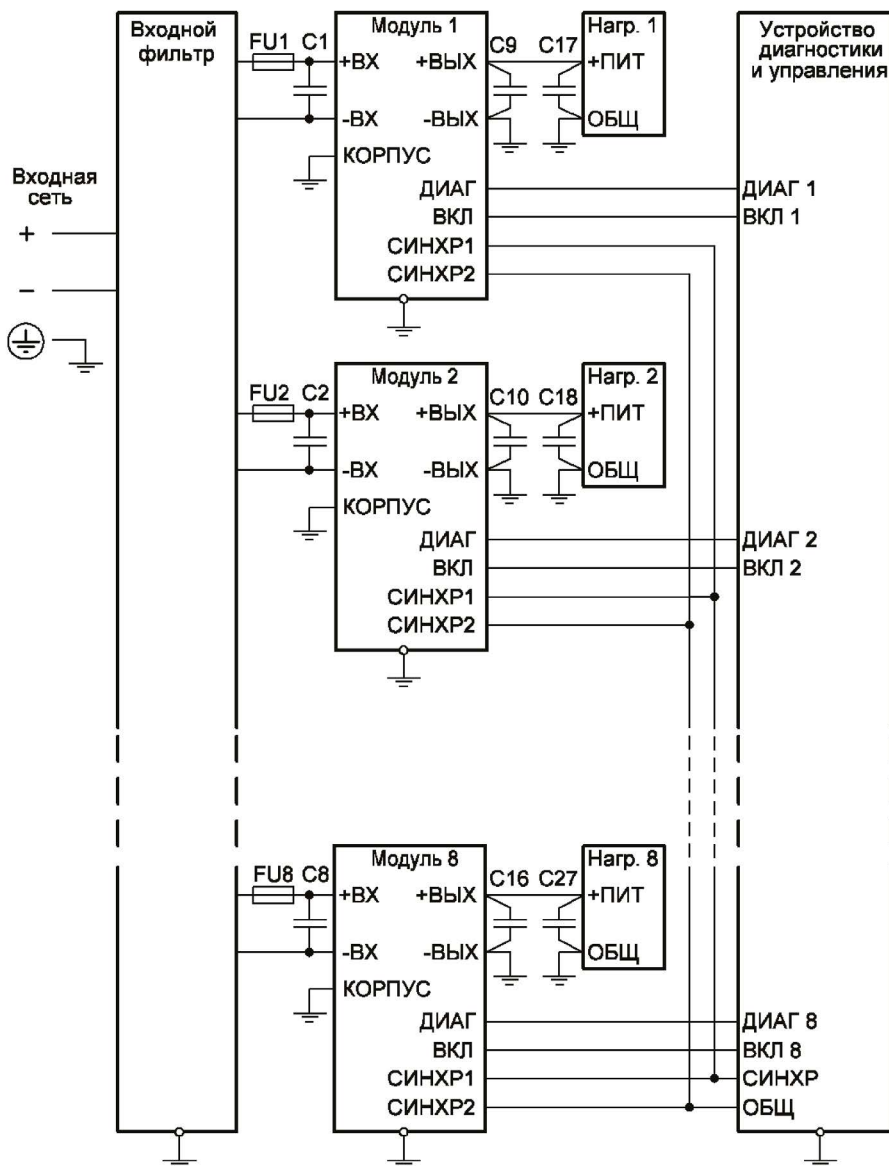 Входной
фильтр
FU1
C1
Модуль 1
+ВХ
+ВЫХ
-ВХ
-ВЫХ
КОРПУС
ДИАГ
ВКЛ
СИНХР1
СИНХР2
C9
C17
Нагр. 1
+ПИТ
ОБЩ
Устройство
диагностики
и управления
ДИАГ 1
ВКЛ 1
Входная
сеть
+
−
FU2
C2
Модуль 2
+ВХ
+ВЫХ
-ВХ
-ВЫХ
КОРПУС
ДИАГ
ВКЛ
СИНХР1
СИНХР2
C10
C18
Нагр. 2
+ПИТ
ОБЩ
ДИАГ 2
ВКЛ 2
FU8
C8
Модуль 8
+ВХ
+ВЫХ
-ВХ
-ВЫХ
КОРПУС
ДИАГ
ВКЛ
СИНХР1
СИНХР2
C16
C27
Нагр. 8
+ПИТ
ОБЩ
ДИАГ 8
ВКЛ 8
СИНХР
ОБЩ